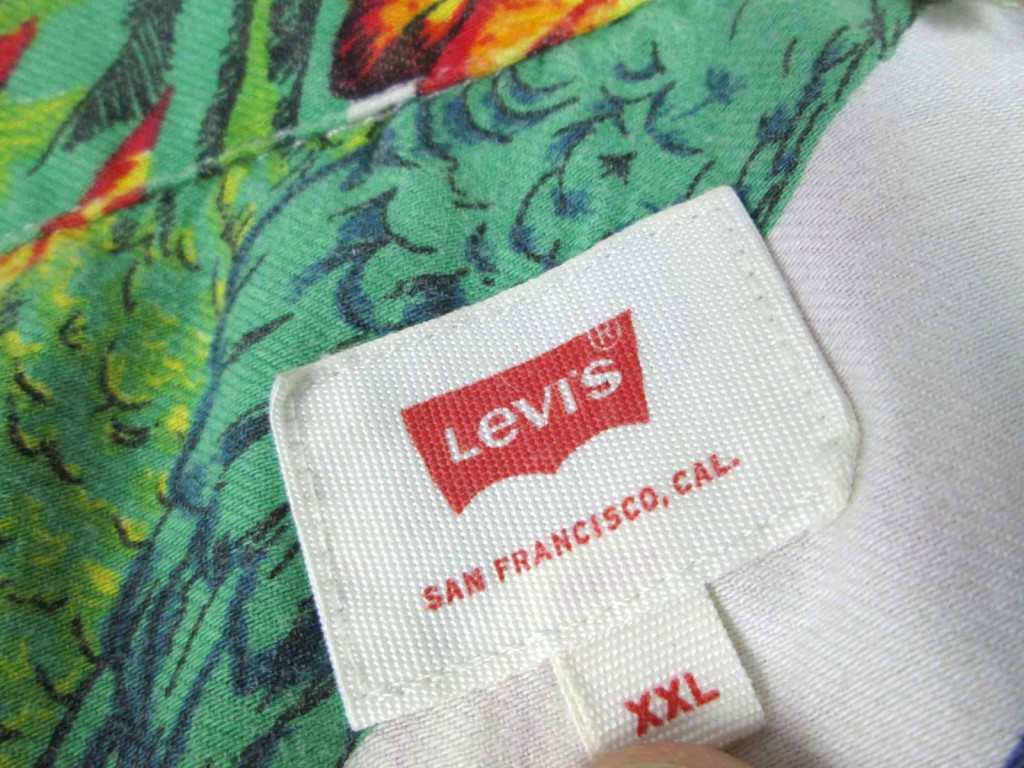 Levi's®
SAN FRANCISCO, CAL.
XXL